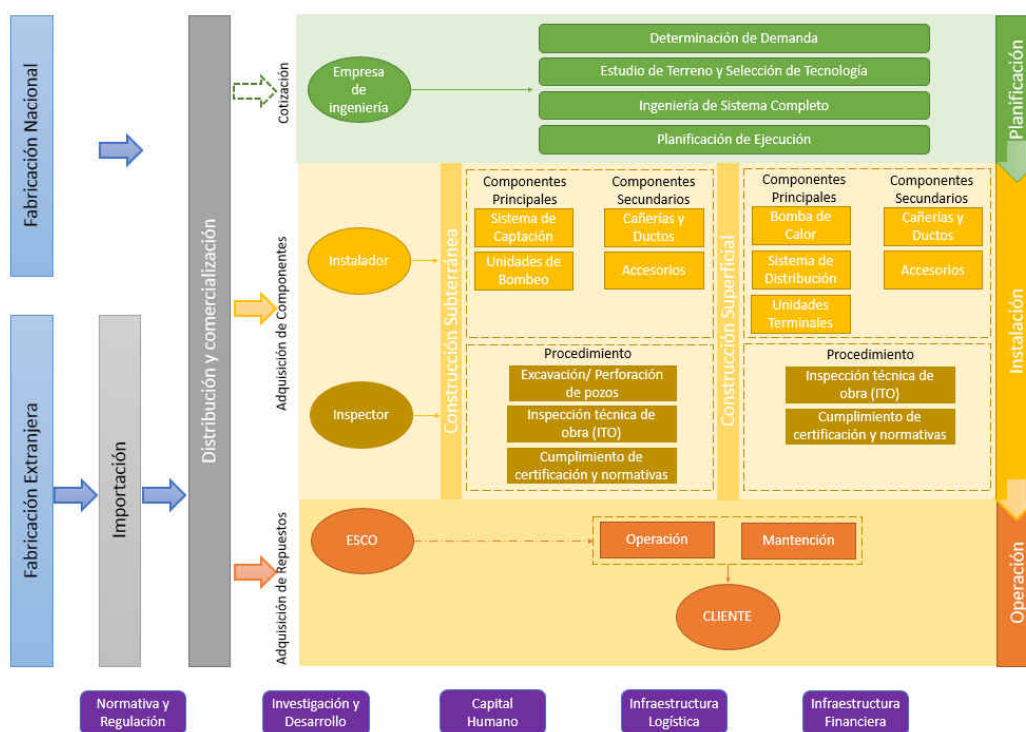 Fabricación Nacional
Fabricación Extranjera
Importación
Distribución y comercialización
Cotización
Empresa
de
ingeniería
Determinación de Demanda
Estudio de Terreno y Selección de Tecnología
Ingeniería de Sistema Completo
Planificación de Ejecución
Planificación
Adquisición de Componentes
Instalador
Inspector
Construcción Subterránea
Componentes
Principales
Sistema de
Captación
Unidades de
Bombeo
Componentes
Secundarios
Cañerías y
Ductos
Accesorios
Procedimiento
Excavación/ Perforación
de pozos
Inspección técnica de
obra (ITO)
Cumplimiento de
certificación y normativas
Construcción Superficial
Componentes
Principales
Bomba de
Calor
Sistema de
Distribución
Unidades
Terminales
Componentes
Secundarios
Cañerías y
Ductos
Accesorios
Procedimiento
Inspección técnica de
obra (ITO)
Cumplimiento de
certificación y normativas
Instalación
Adquisición de Repuestos
ESCO
Operación
Mantención
CLIENTE
Operación
Normativa y
Regulación
Investigación y
Desarrollo
Capital
Humano
Infraestructura
Logística
Infraestructura
Financiera